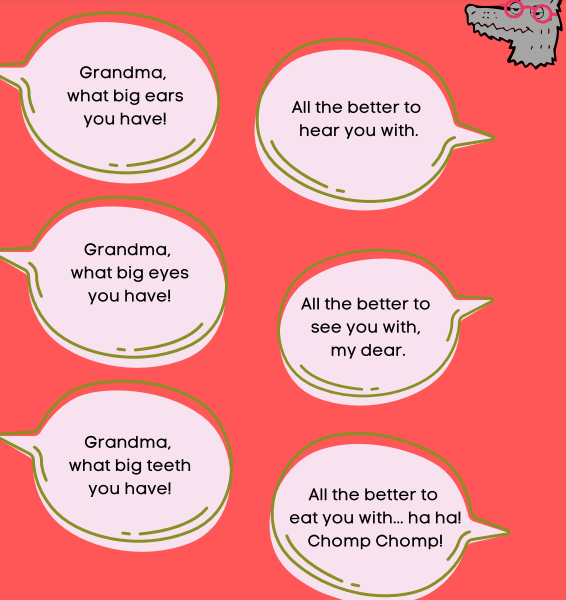 Grandma,
what big ears
you have!
All the better to
hear you with.
Grandma,
what big eyes
you have!
All the better to
see you with,
my dear.
Grandma,
what big teeth
you have!
All the better to
eat you with... ha ha!
Chomp Chomp!